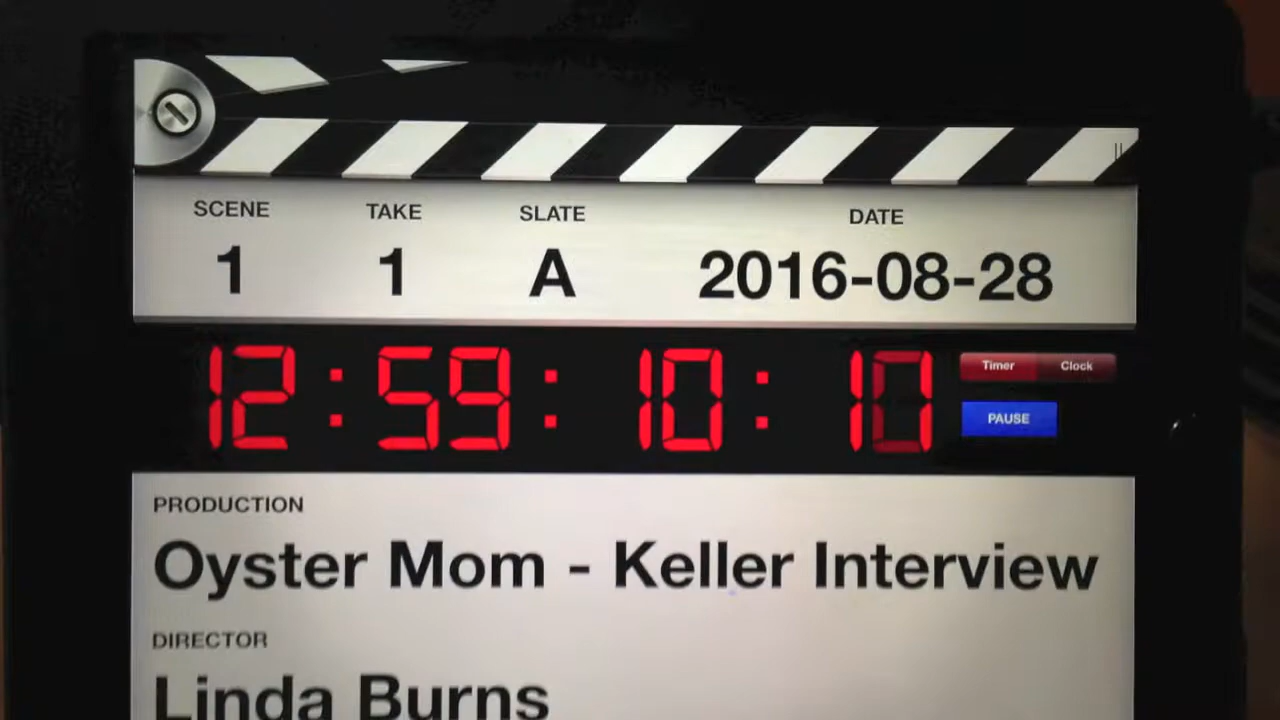 SCENE TAKE SLATE DATE
1 1 A 2016-08-28
12:59:10:10 Timer Clock
PAUSE
PRODUCTION
Oyster Mom - Keller Interview
DIRECTOR
Linda Burns